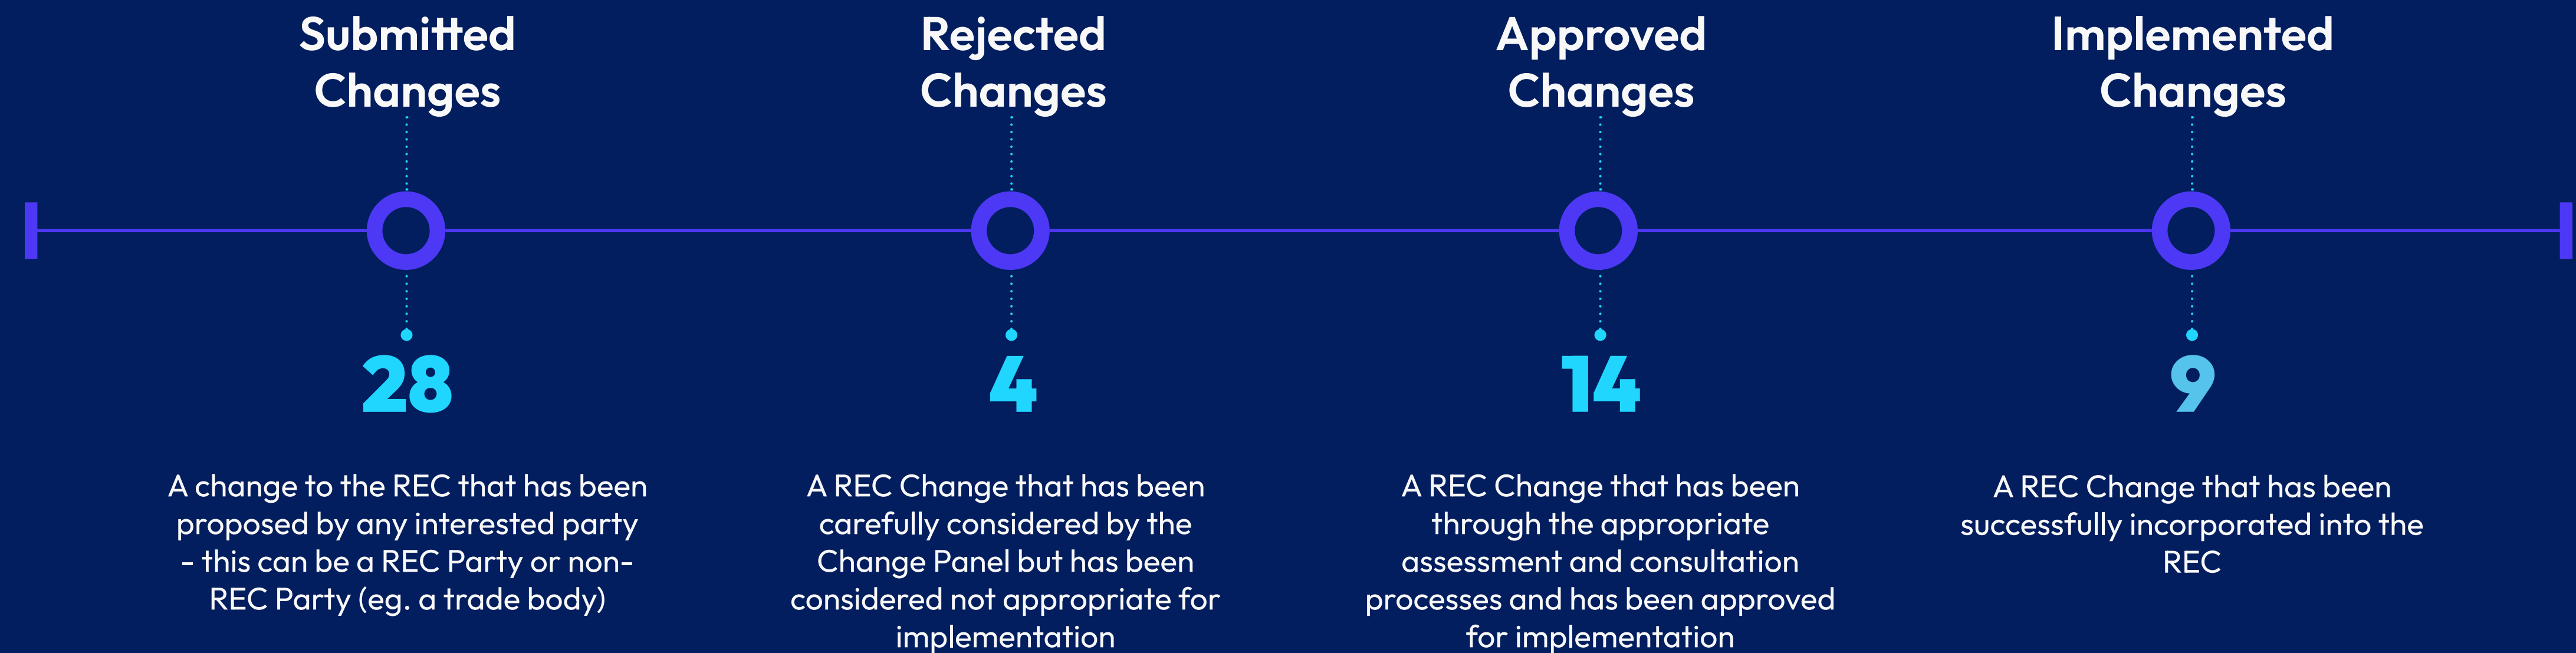 Submitted
Changes
28
A change to the REC that has been
proposed by any interested party
- this can be a REC Party or non-
REC Party (eg. a trade body)
Rejected
Changes
4
A REC Change that has been
carefully considered by the
Change Panel but has been
considered not appropriate for
implementation
Approved
Changes
14
A REC Change that has been
through the appropriate
assessment and consultation
processes and has been approved
for implementation
Implemented
Changes
9
A REC Change that has been
successfully incorporated into the
REC